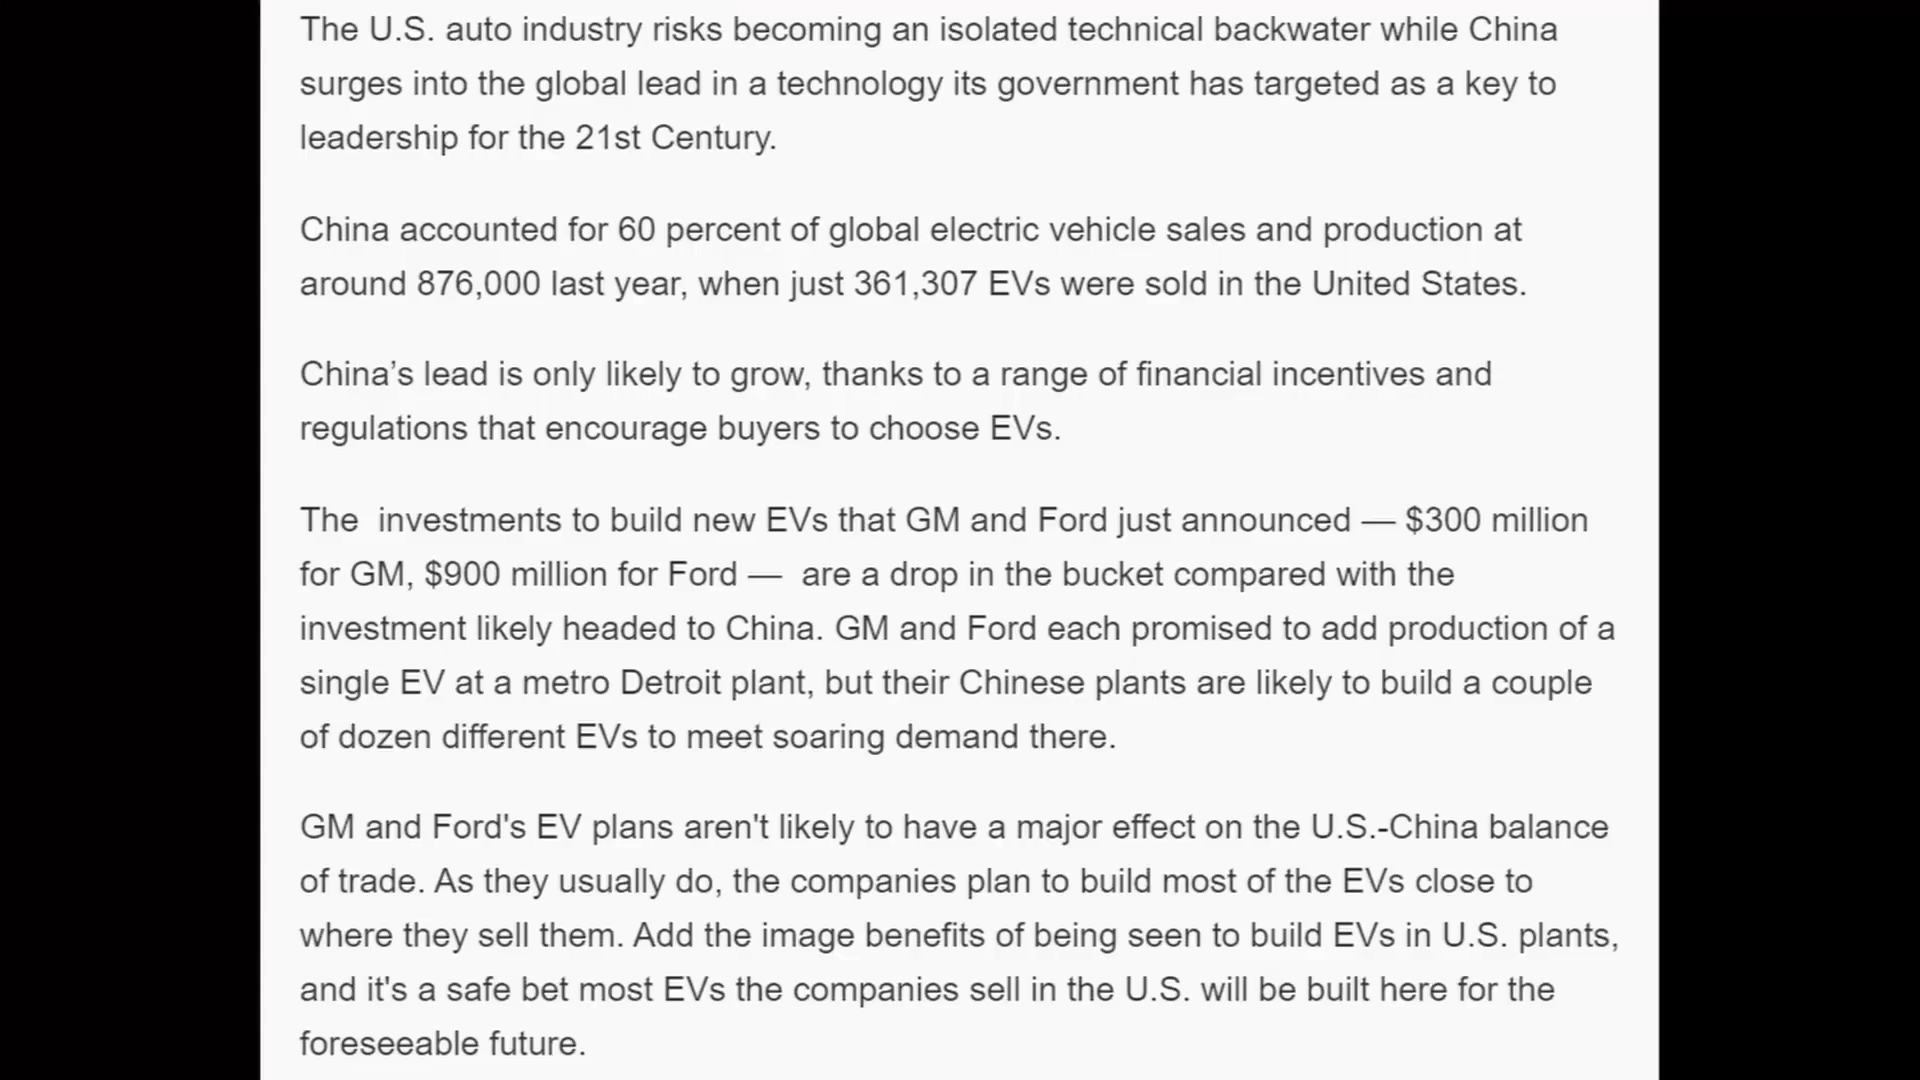 The U.S. auto industry risks becoming an isolated technical backwater while China
surges into the global lead in a technology its government has targeted as a key to
leadership for the 21st Century.
China accounted for 60 percent of global electric vehicle sales and production at
around 876,000 last year, when just 361,307 EVs were sold in the United States.
China’s lead is only likely to grow, thanks to a range of financial incentives and
regulations that encourage buyers to choose EVs.
The  investments to build new EVs that GM and Ford just announced — $300 million
for GM, $900 million for Ford —  are a drop in the bucket compared with the
investment likely headed to China. GM and Ford each promised to add production of a
single EV at a metro Detroit plant, but their Chinese plants are likely to build a couple
of dozen different EVs to meet soaring demand there.
GM and Ford's EV plans aren't likely to have a major effect on the U.S.-China balance
of trade. As they usually do, the companies plan to build most of the EVs close to
where they sell them. Add the image benefits of being seen to build EVs in U.S. plants,
and it's a safe bet most EVs the companies sell in the U.S. will be built here for the
foreseeable future.